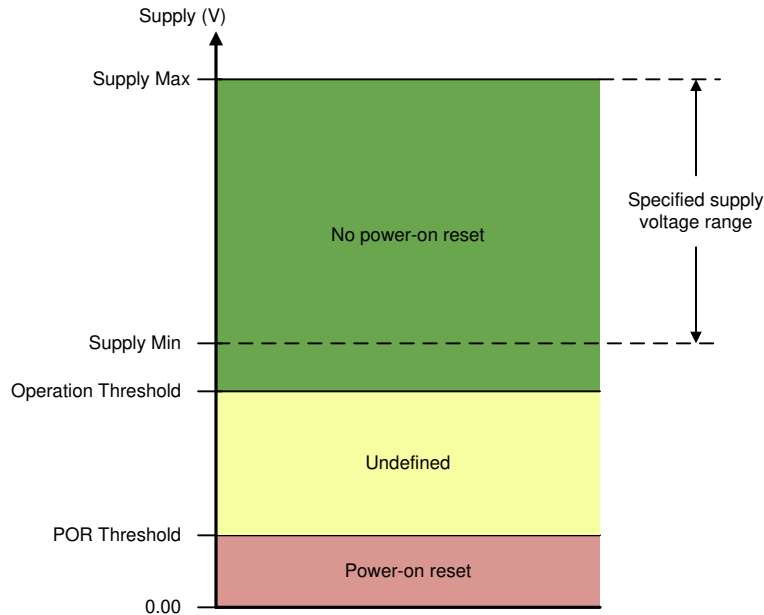 Supply (V)
Supply Max
No power-on reset
Specified supply
voltage range
Supply Min
Operation Threshold
Undefined
POR Threshold
Power-on reset
0.00